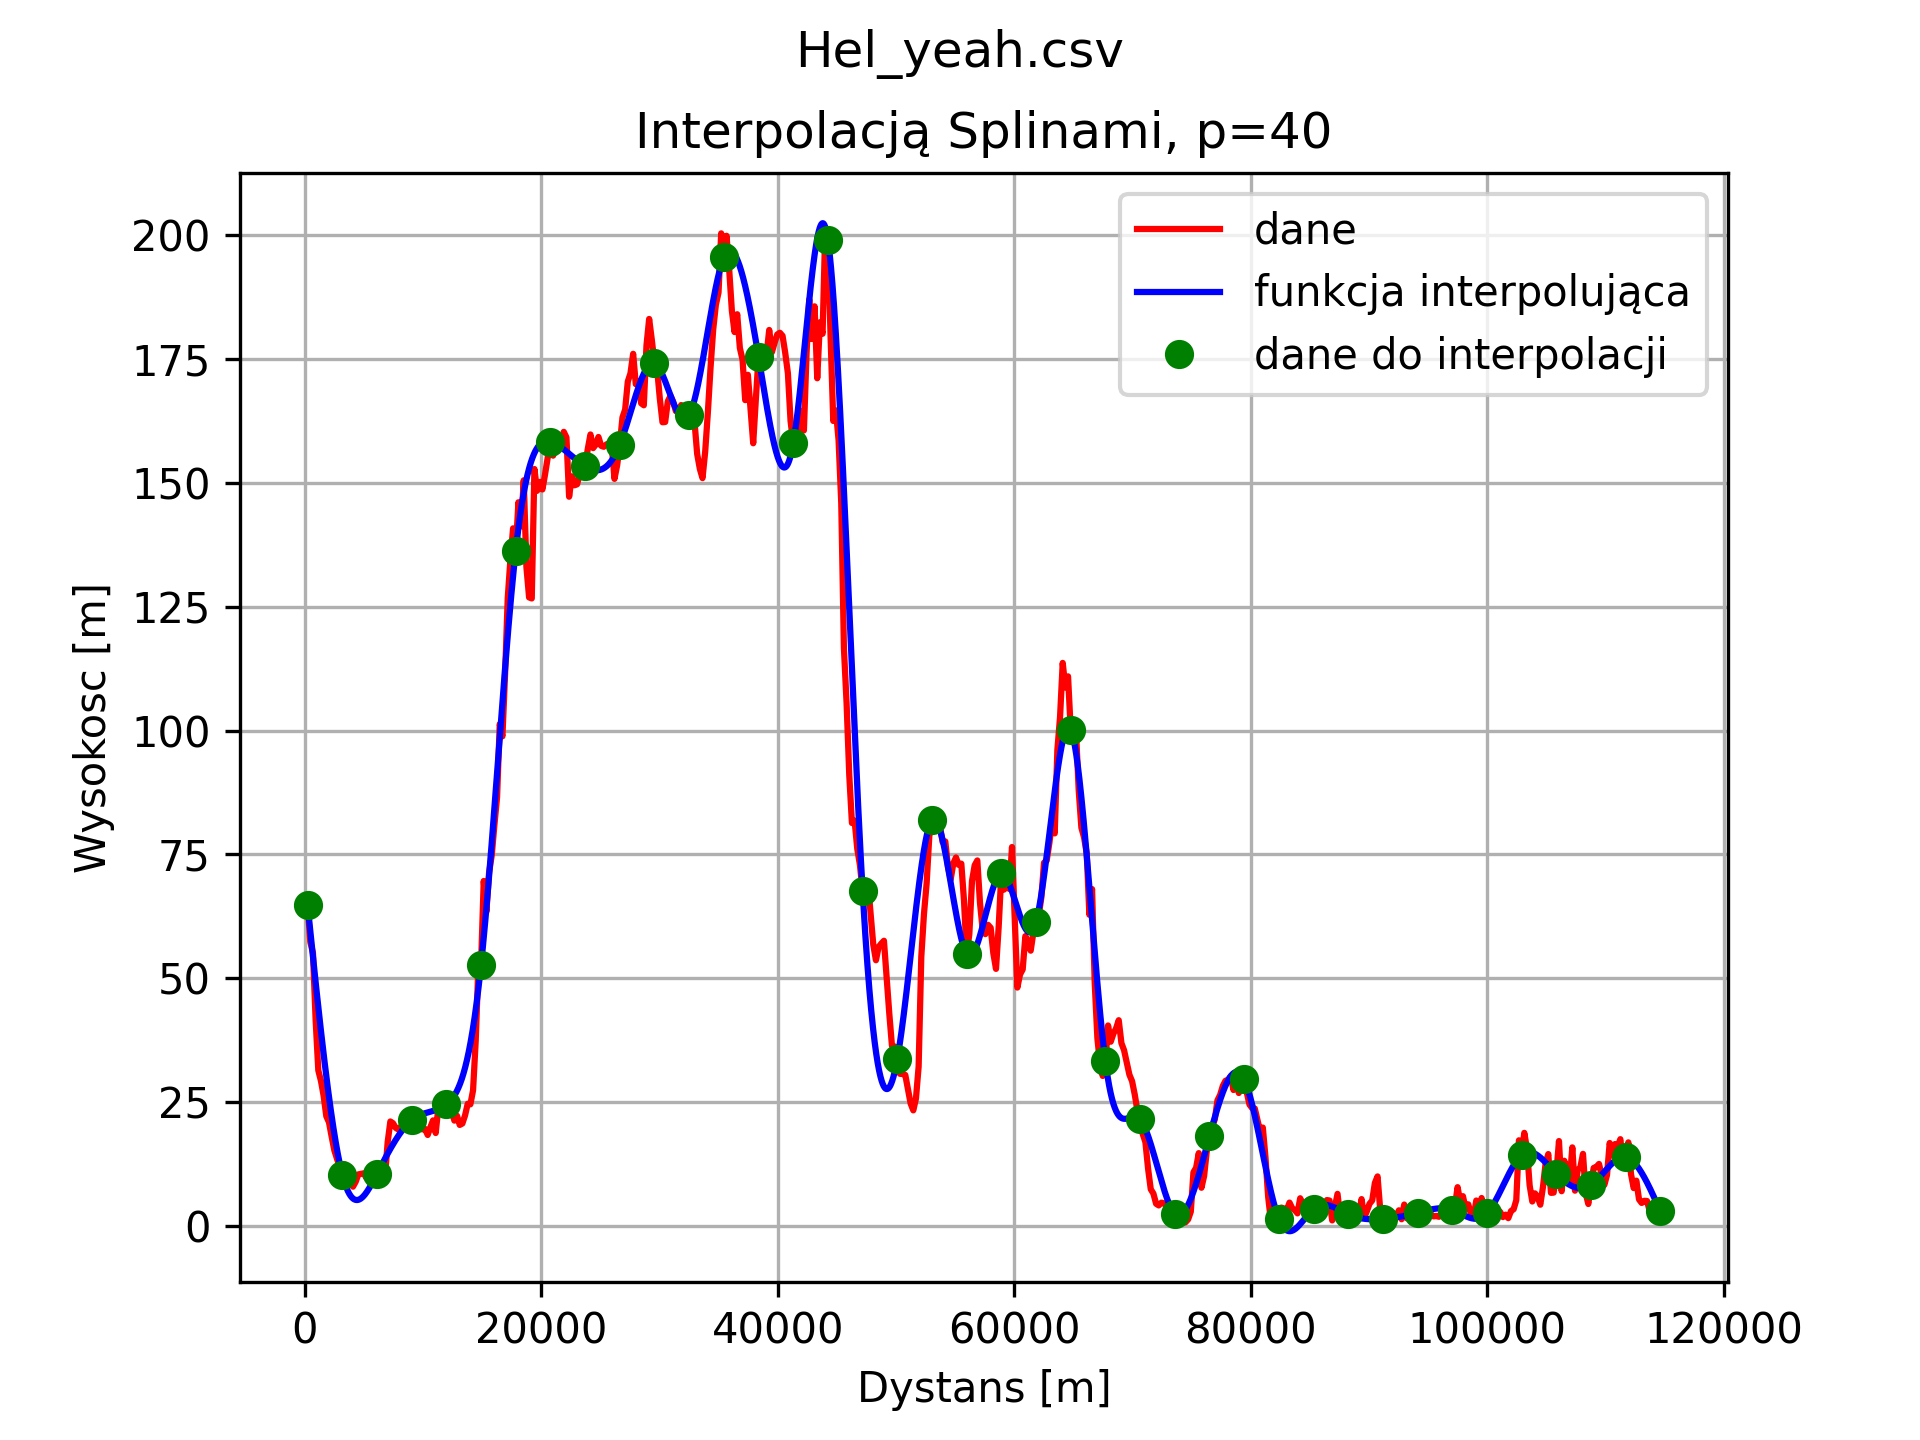 Hel_yeah.csv
Interpolacją Splinami, p=40
dane
funkcja interpolująca
dane do interpolacji
200
175
150
125
100
75
50
25
0
Wysokosc [m]
0 20000 40000 60000 80000 100000 120000
Dystans [m]